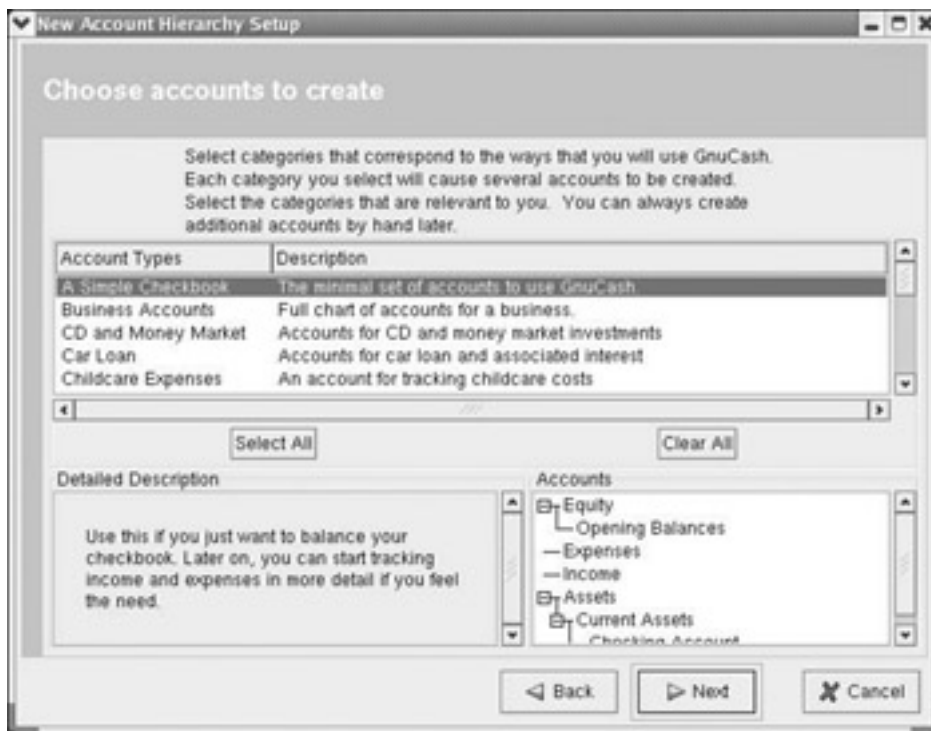 New Account Hierarchy Setup
Choose accounts to create
Select categories that correspond to the ways that you will use GnuCash.
Each category you select will cause several accounts to be created.
Select the categories that are relevant to you. You can always create
additional accounts by hand later.
Account Types Description
A Simple Checkbook The minimal set of accounts to use GnuCash
Business Accounts Full chart of accounts for a business.
CD and Money Market Accounts for CD and money market investments
Car Loan Accounts for car loan and associated interest
Childcare Expenses An account for tracking childcare costs
Select All Clear All
Detailed Description
Use this if you just want to balance your
checkbook. Later on, you can start tracking
income and expenses in more detail if you feel
the need.
Accounts
Equity
Opening Balances
Expenses
Income
Assets
Current Assets
Checking Account
Back Next Cancel